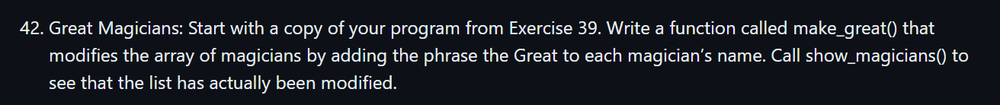 42. Great Magicians: Start with a copy of your program from Exercise 39. Write a function called make_great() that
modifies the array of magicians by adding the phrase the Great to each magician’s name. Call show_magicians() to
see that the list has actually been modified.